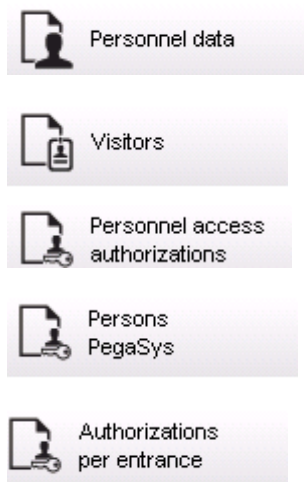 Personnel data
Visitors
Personnel access
authorizations
Persons
PegaSys
Authorizations
per entrance